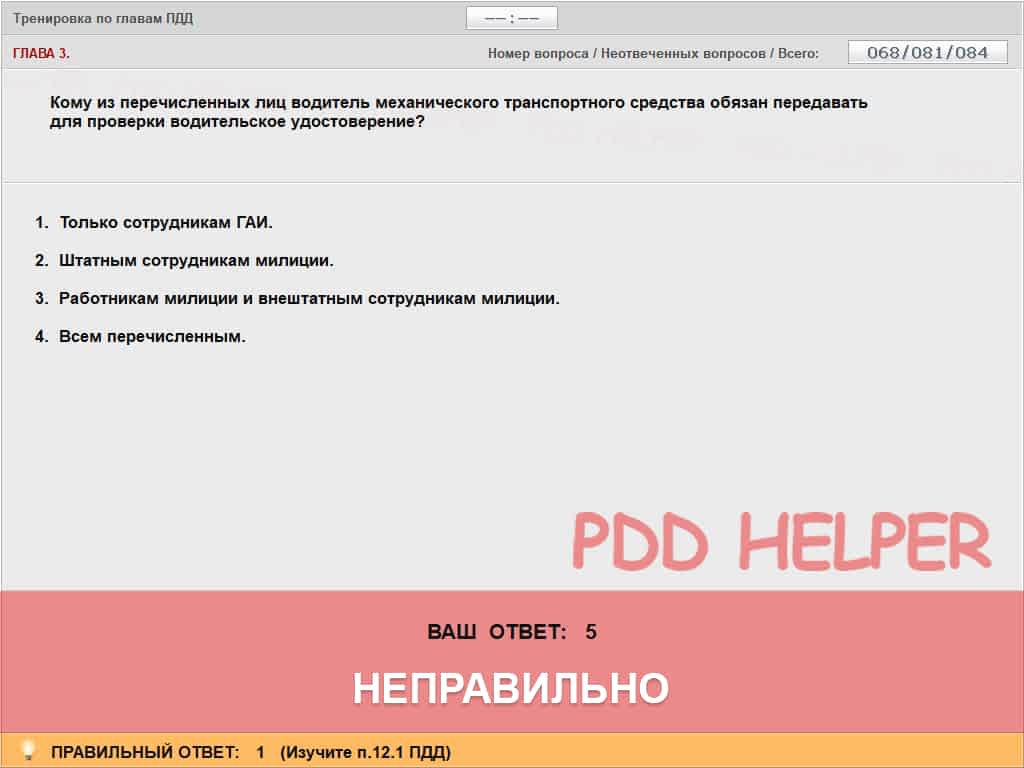 Тренировка по главам ПДД
––:––
ГЛАВА 3.
Номер вопроса / Неотвеченных вопросов / Всего:
068/081/084
Кому из перечисленных лиц водитель механического транспортного средства обязан передавать
для проверки водительское удостоверение?
1. Только сотрудникам ГАИ.
2. Штатным сотрудникам милиции.
3. Работникам милиции и внештатным сотрудникам милиции.
4. Всем перечисленным.
PDD HELPER
ВАШ ОТВЕТ: 5
НЕПРАВИЛЬНО
ПРАВИЛЬНЫЙ ОТВЕТ: 1 (Изучите п.12.1 ПДД)